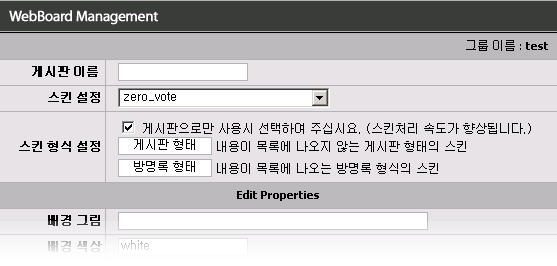 WebBoard Management
그룹 이름 : test
게시판 이름
스킨 설정 zero_vote
게시판으로만 사용시 선택하여 주십시요. (스킨처리 속도가 향상됩니다.)
스킨 형식 설정 게시판 형태 내용이 목록에 나오지 않는 게시판 형태의 스킨
방명록 형태 내용이 목록에 나오는 방명록 형식의 스킨
Edit Properties
배경 그림
배경 색상 white